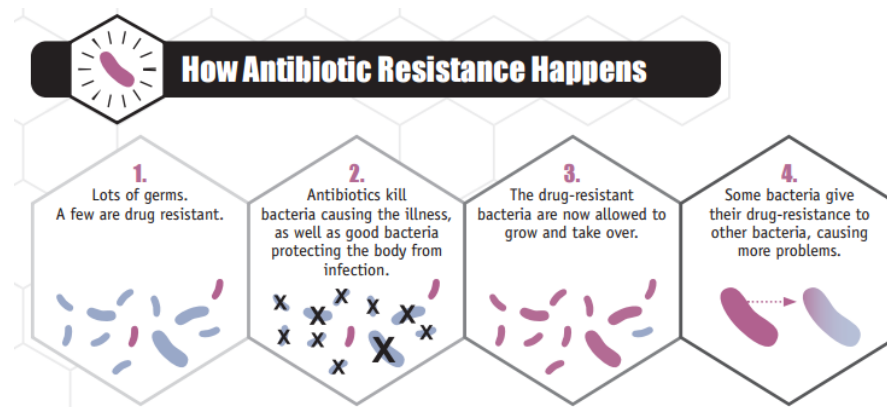 How Antibiotic Resistance Happens
1.
Lots of germs.
A few are drug resistant.
2.
Antibiotics kill
bacteria causing the illness,
as well as good bacteria
protecting the body from
infection.
X X X X X X X X X X
3.
The drug-resistant
bacteria are now allowed to
grow and take over.
4.
Some bacteria give
their drug-resistance to
other bacteria, causing
more problems.